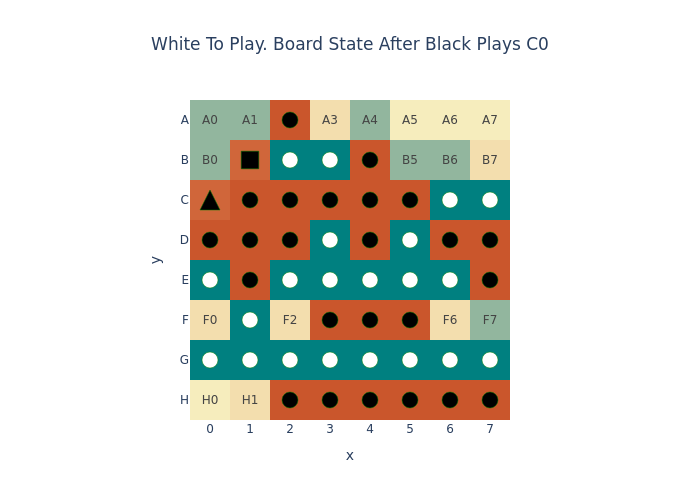 White To Play. Board State After Black Plays C0
A A0 A1 A3 A4 A5 A6 A7
B B0 B5 B6 B7
C
D
E
F F0 F2 F6 F7
G
H H0 H1
0 1 2 3 4 5 6 7
x
y